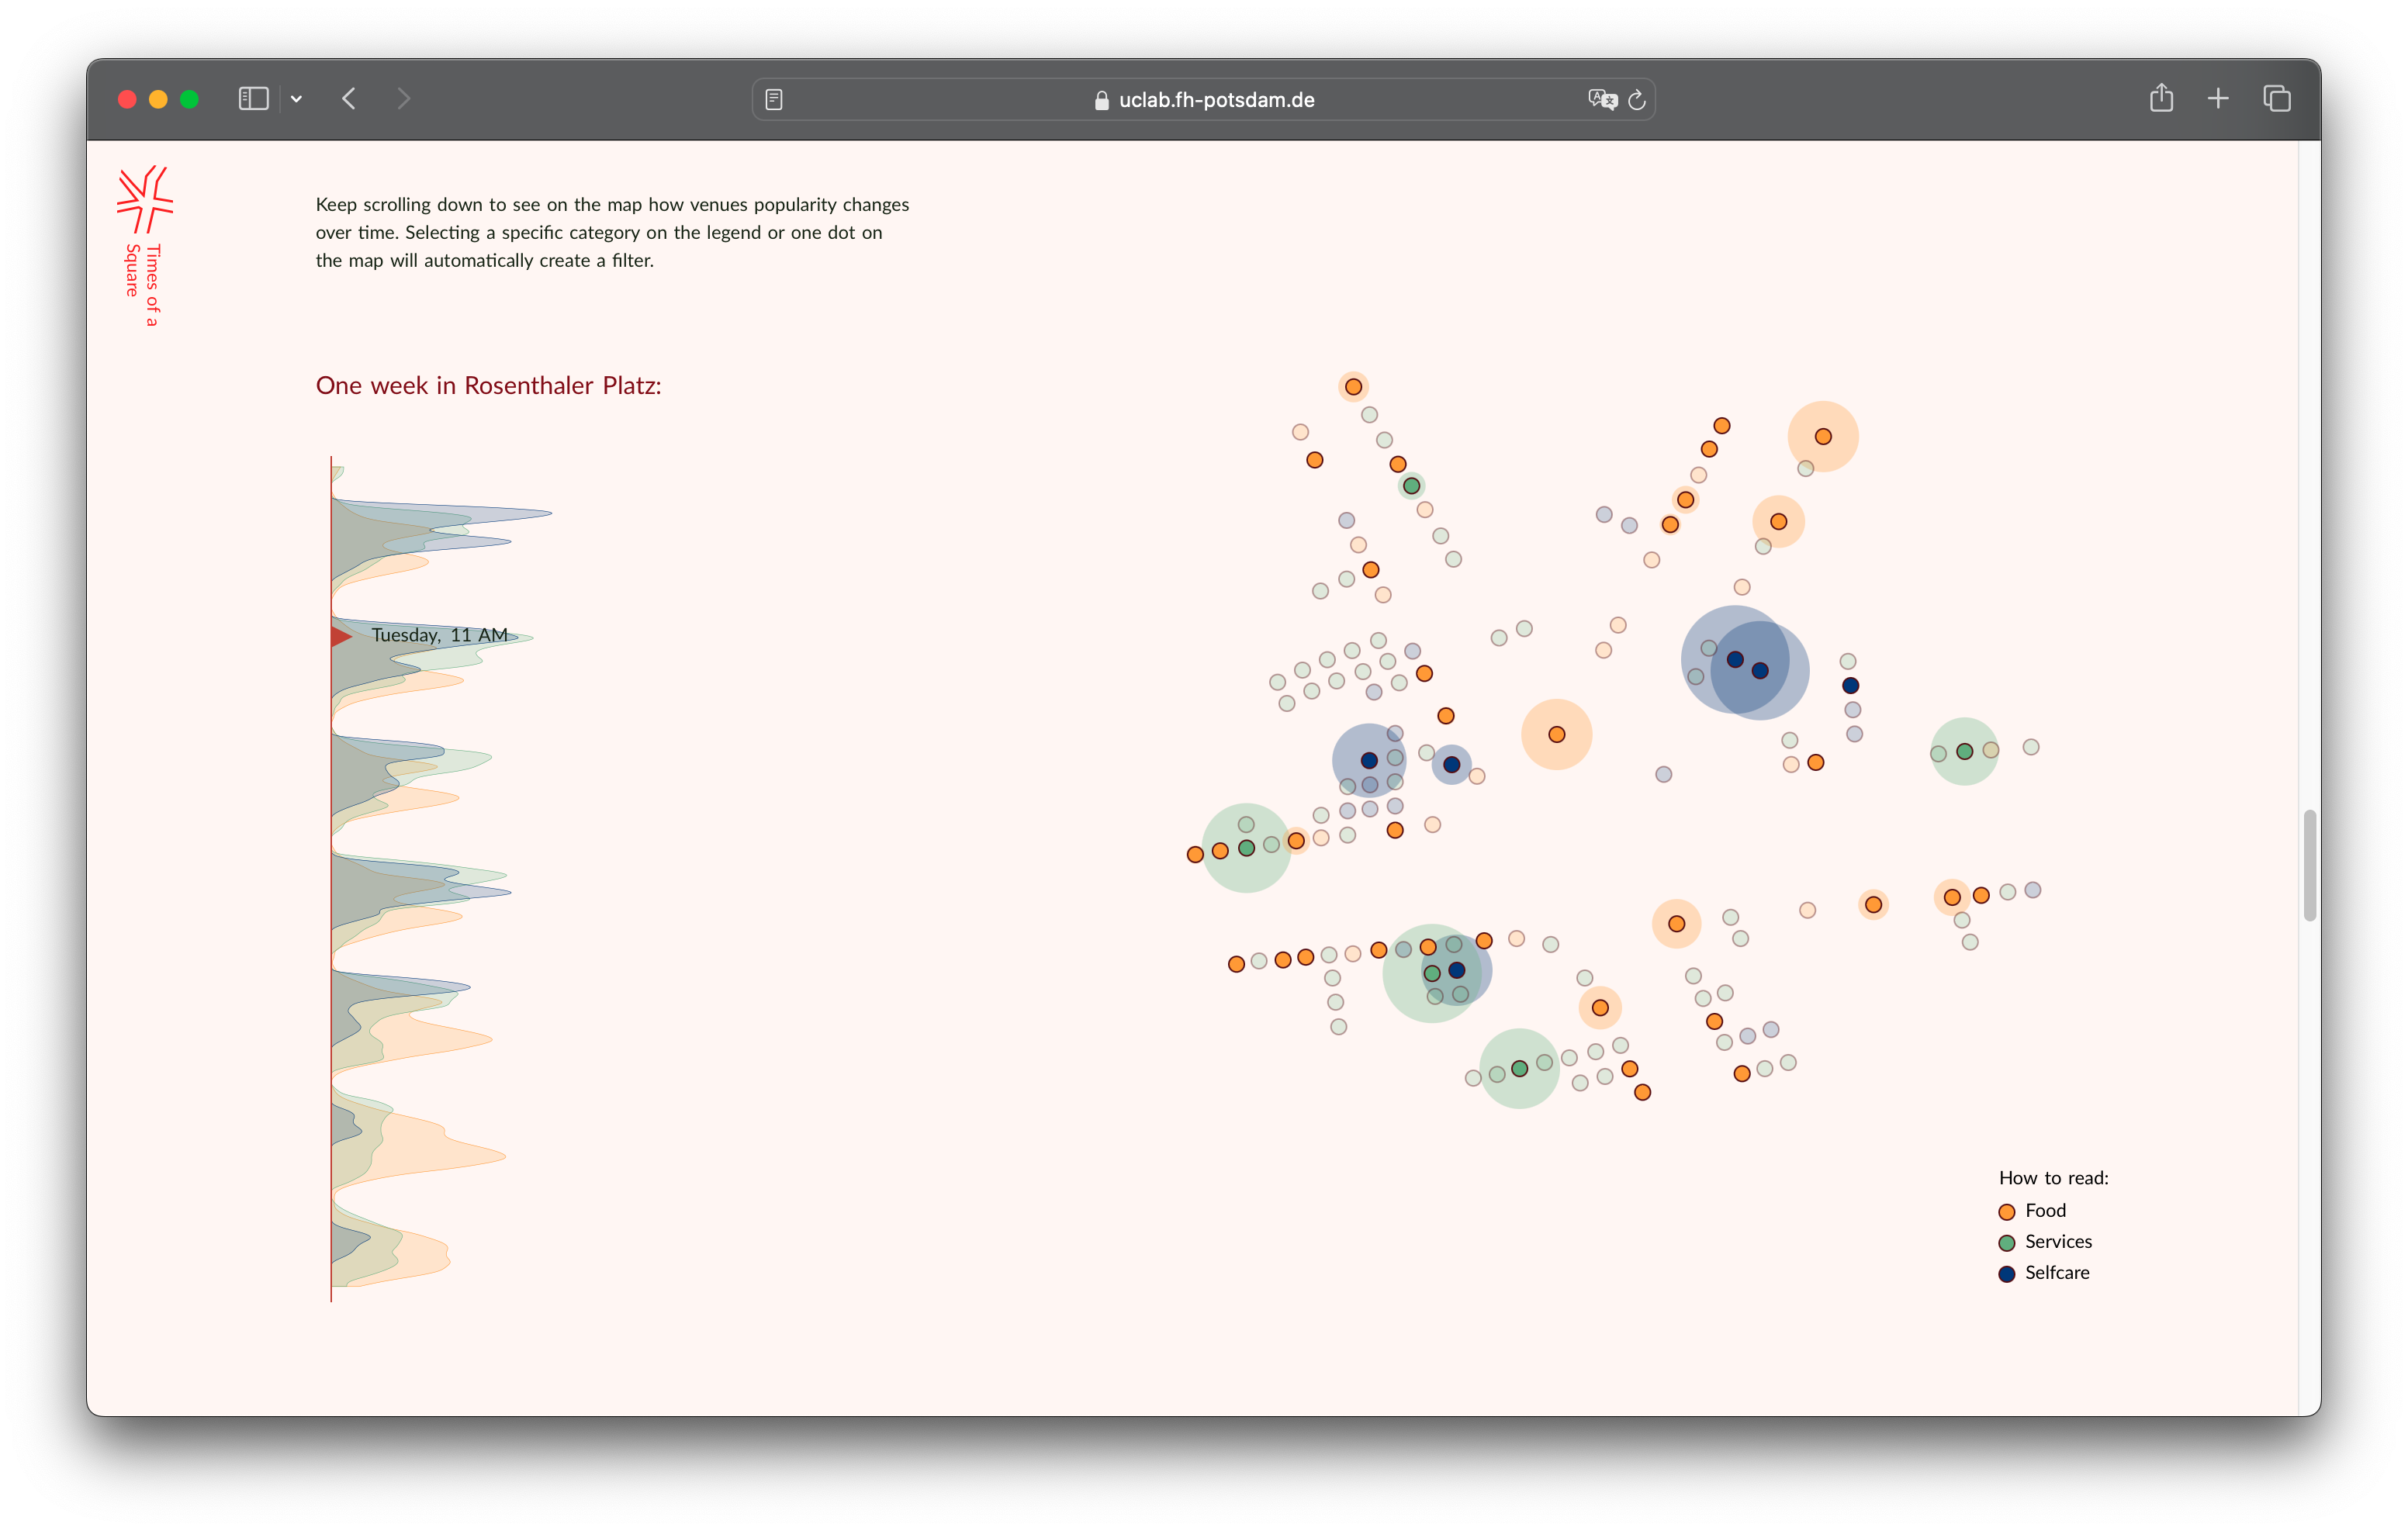 uclab.fh-potsdam.de
Times of a
Square
Keep scrolling down to see on the map how venues popularity changes
over time. Selecting a specific category on the legend or one dot on
the map will automatically create a filter.
One week in Rosenthaler Platz:
Tuesday, 11 AM
How to read:
Food
Services
Selfcare